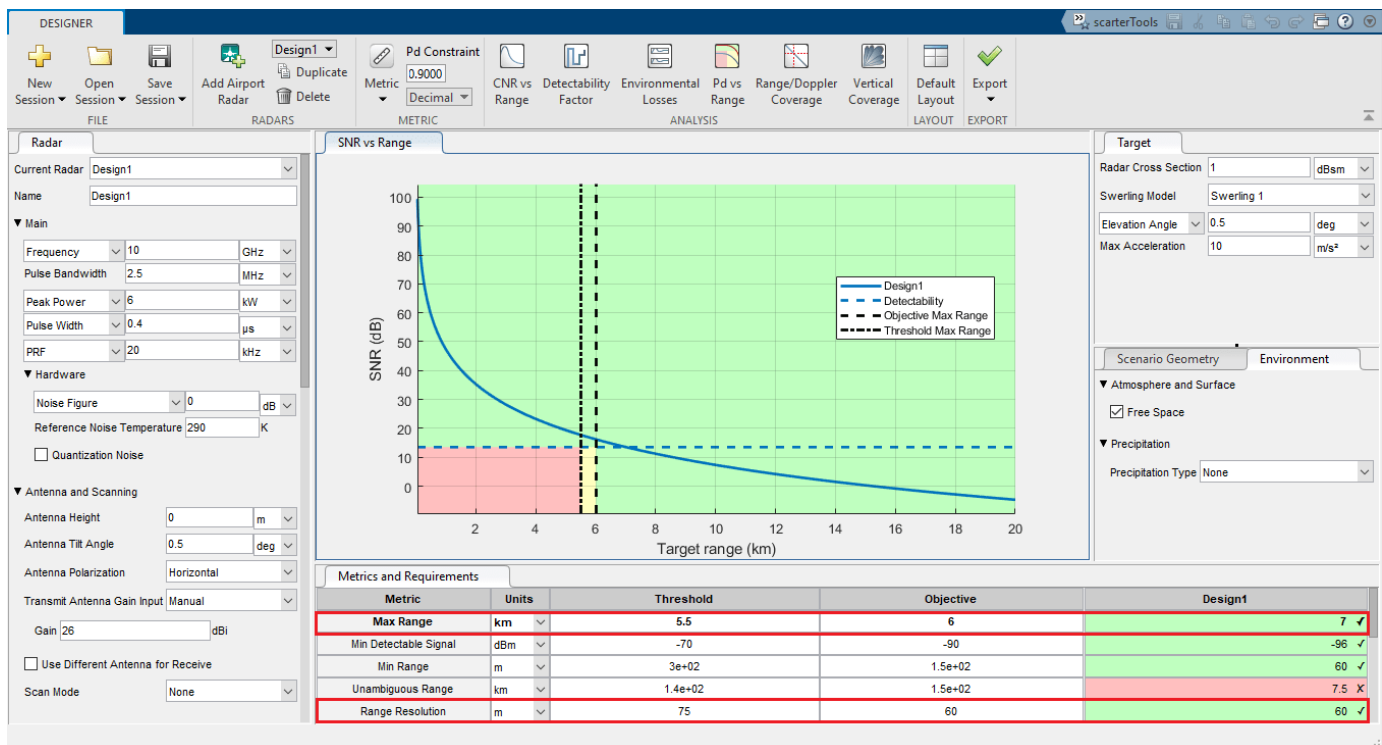 DESIGNER
scarterTools
New Session
Open Session
Save Session
FILE
Add Airport Radar
Design1
Duplicate
Delete
RADARS
Metric
Pd Constraint
0.9000
Decimal
METRIC
CNR vs Range
Detectability Factor
Environmental Losses
Pd vs Range
Range/Doppler Coverage
Vertical Coverage
ANALYSIS
Default Layout
LAYOUT
Export
EXPORT
Radar
Current Radar Design1
Name Design1
Main
Frequency 10 GHz
Pulse Bandwidth 2.5 MHz
Peak Power 6 kW
Pulse Width 0.4 µs
PRF 20 kHz
Hardware
Noise Figure 0 dB
Reference Noise Temperature 290 K
Quantization Noise
Antenna and Scanning
Antenna Height 0 m
Antenna Tilt Angle 0.5 deg
Antenna Polarization Horizontal
Transmit Antenna Gain Input Manual
Gain 26 dBi
Use Different Antenna for Receive
Scan Mode None
SNR vs Range
100
90
80
70
60
50
40
30
20
10
0
SNR (dB)
Design1
Detectability
Objective Max Range
Threshold Max Range
2 4 6 8 10 12 14 16 18 20
Target range (km)
Metrics and Requirements
Metric Units Threshold Objective Design1
Max Range km 5.5 6 7 ✓
Min Detectable Signal dBm -70 -90 -96 ✓
Min Range m 3e+02 1.5e+02 60 ✓
Unambiguous Range km 1.4e+02 1.5e+02 7.5 X
Range Resolution m 75 60 60 ✓
Target
Radar Cross Section 1 dBsm
Swerling Model Swerling 1
Elevation Angle 0.5 deg
Max Acceleration 10 m/s²
Scenario Geometry
Environment
Atmosphere and Surface
Free Space
Precipitation
Precipitation Type None